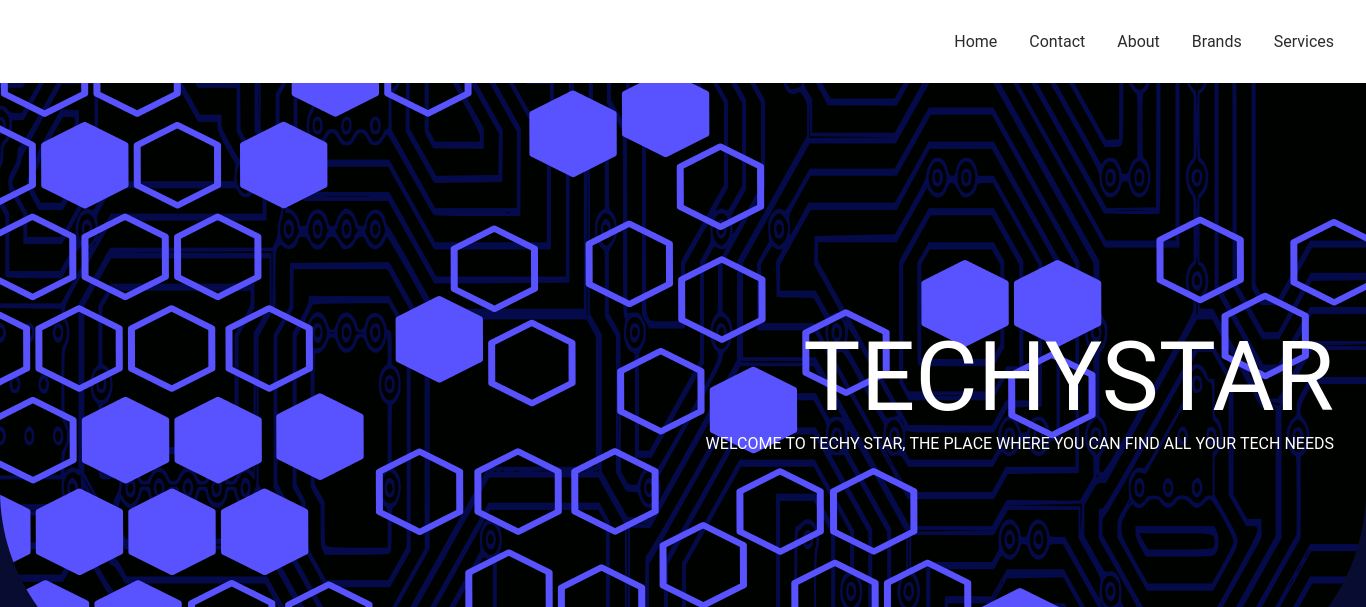 Home Contact About Brands Services
TECHYSTAR
WELCOME TO TECHY STAR, THE PLACE WHERE YOU CAN FIND ALL YOUR TECH NEEDS